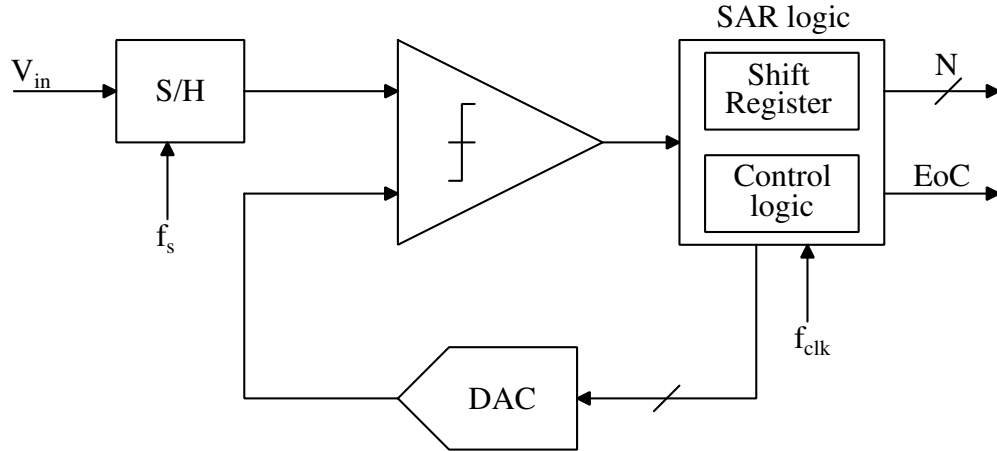 SAR logic
V_in
S/H
Shift
Register
N
Control
logic
EoC
f_s
f_clk
DAC